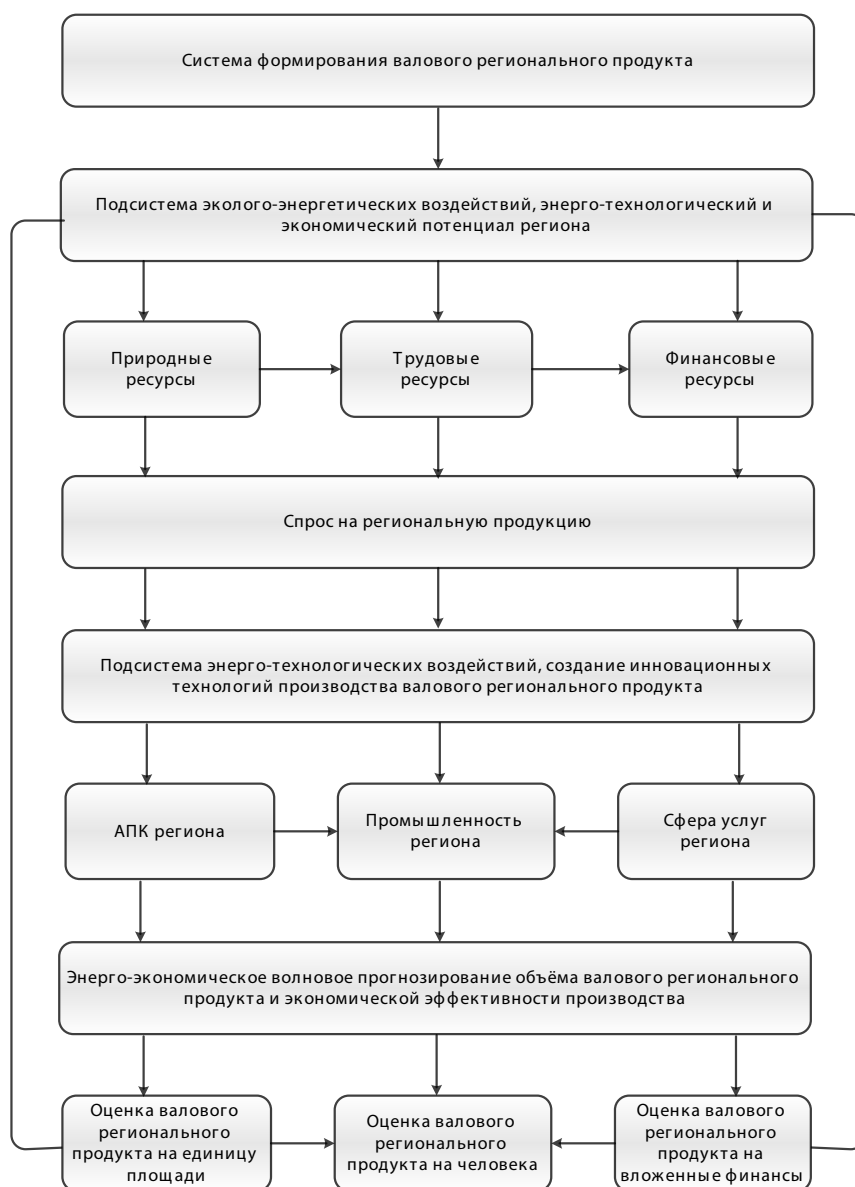 Система формирования валового регионального продукта
Подсистема эколого-энергетических воздействий, энерго-технологический и
экономический потенциал региона
Природные
ресурсы
Трудовые
ресурсы
Финансовые
ресурсы
Спрос на региональную продукцию
Подсистема энерго-технологических воздействий, создание инновационных
технологий производства валового регионального продукта
АПК региона
Промышленность
региона
Сфера услуг
региона
Энерго-экономическое волновое прогнозирование объёма валового регионального
продукта и экономической эффективности производства
Оценка валового
регионального
продукта на единицу
площади
Оценка валового
регионального
продукта на человека
Оценка валового
регионального
продукта на
вложенные финансы